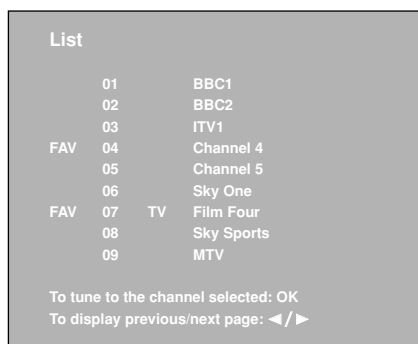 List
01 BBC1
02 BBC2
03 ITV1
FAV 04 Channel 4
05 Channel 5
06 Sky One
FAV 07 TV Film Four
08 Sky Sports
09 MTV
To tune to the channel selected: OK
To display previous/next page: ◀/▶